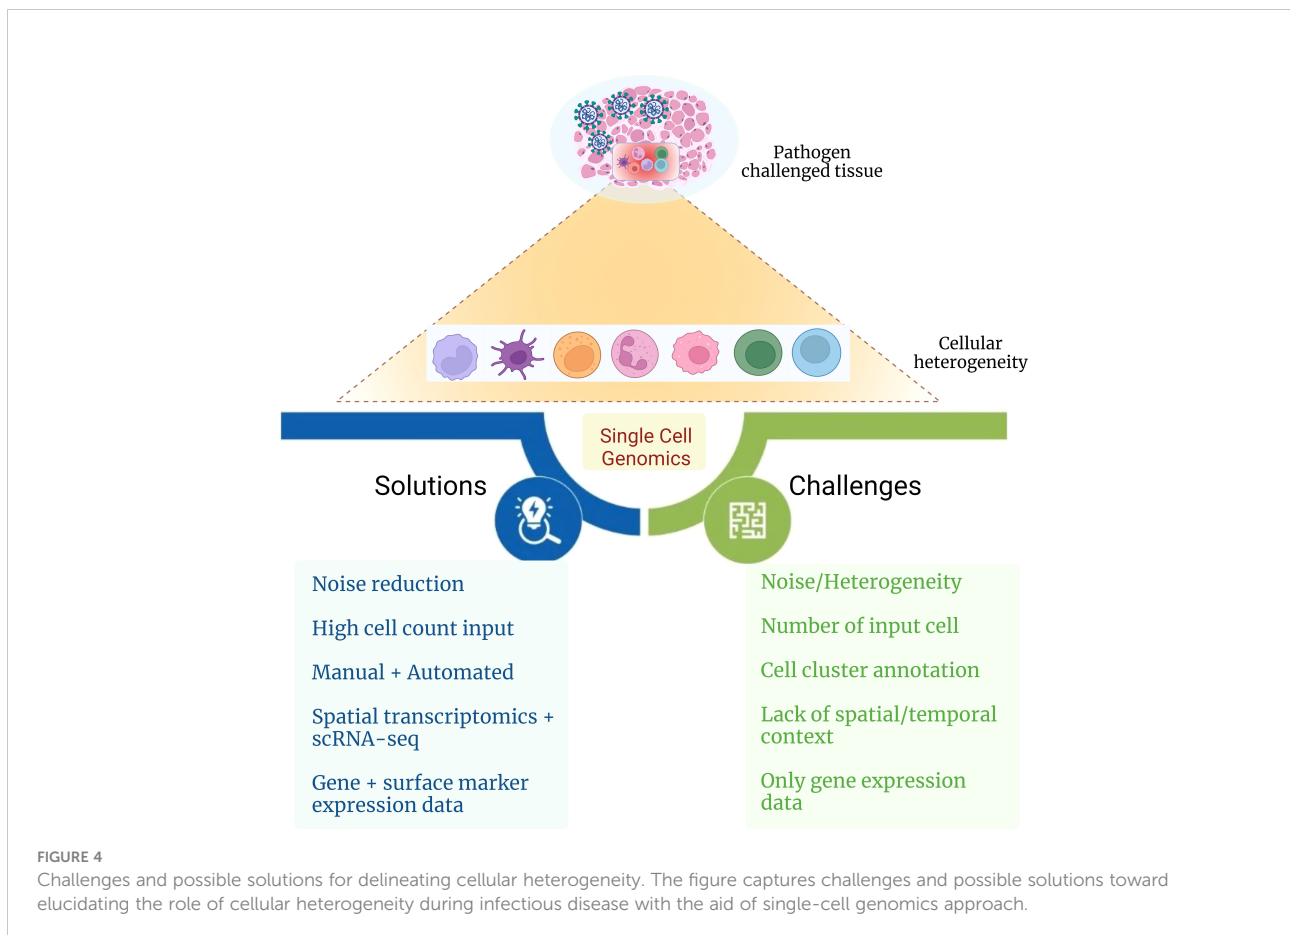 Pathogen
challenged tissue
Cellular
heterogeneity
Single Cell
Genomics
Solutions
Challenges
Noise reduction
High cell count input
Manual + Automated
Spatial transcriptomics +
scRNA-seq
Gene + surface marker
expression data
Noise/Heterogeneity
Number of input cell
Cell cluster annotation
Lack of spatial/temporal
context
Only gene expression
data
FIGURE 4
Challenges and possible solutions for delineating cellular heterogeneity. The figure captures challenges and possible solutions toward
elucidating the role of cellular heterogeneity during infectious disease with the aid of single-cell genomics approach.